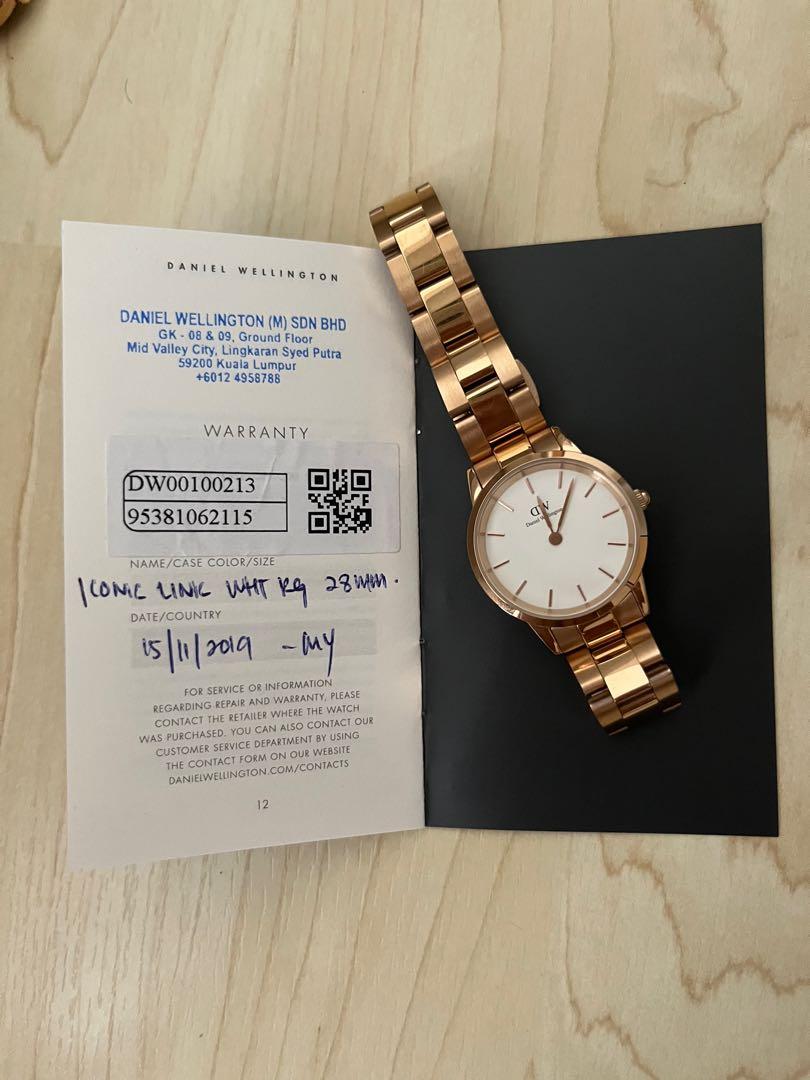 DANIEL WELLINGTON
DANIEL WELLINGTON (M) SDN BHD
GK - 08 & 09, Ground Floor
Mid Valley City, Lingkaran Syed Putra
59200 Kuala Lumpur
+6012 4958788
WARRANTY
DW00100213
95381062115
NAME/CASE COLOR/SIZE
ICONIC LINK WHT RG 28mm.
DATE/COUNTRY
15/11/2019 - MY
FOR SERVICE OR INFORMATION
REGARDING REPAIR AND WARRANTY, PLEASE
CONTACT THE RETAILER WHERE THE WATCH
WAS PURCHASED. YOU CAN ALSO CONTACT OUR
CUSTOMER SERVICE DEPARTMENT BY USING
THE CONTACT FORM ON OUR WEBSITE
DANIELWELLINGTON.COM/CONTACTS
12
DW
Daniel Wellington